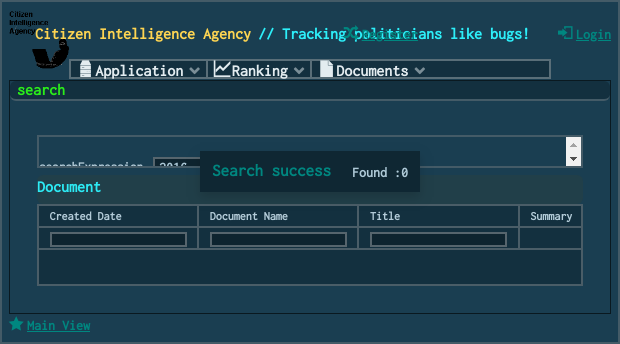 Citizen
Intelligence
Agency
Citizen Intelligence Agency // Tracking politicians like bugs!
Register
Login
Application
Ranking
Documents
search
searchExpression 2016
Search success Found :0
Document
Created Date Document Name Title Summary
Main View